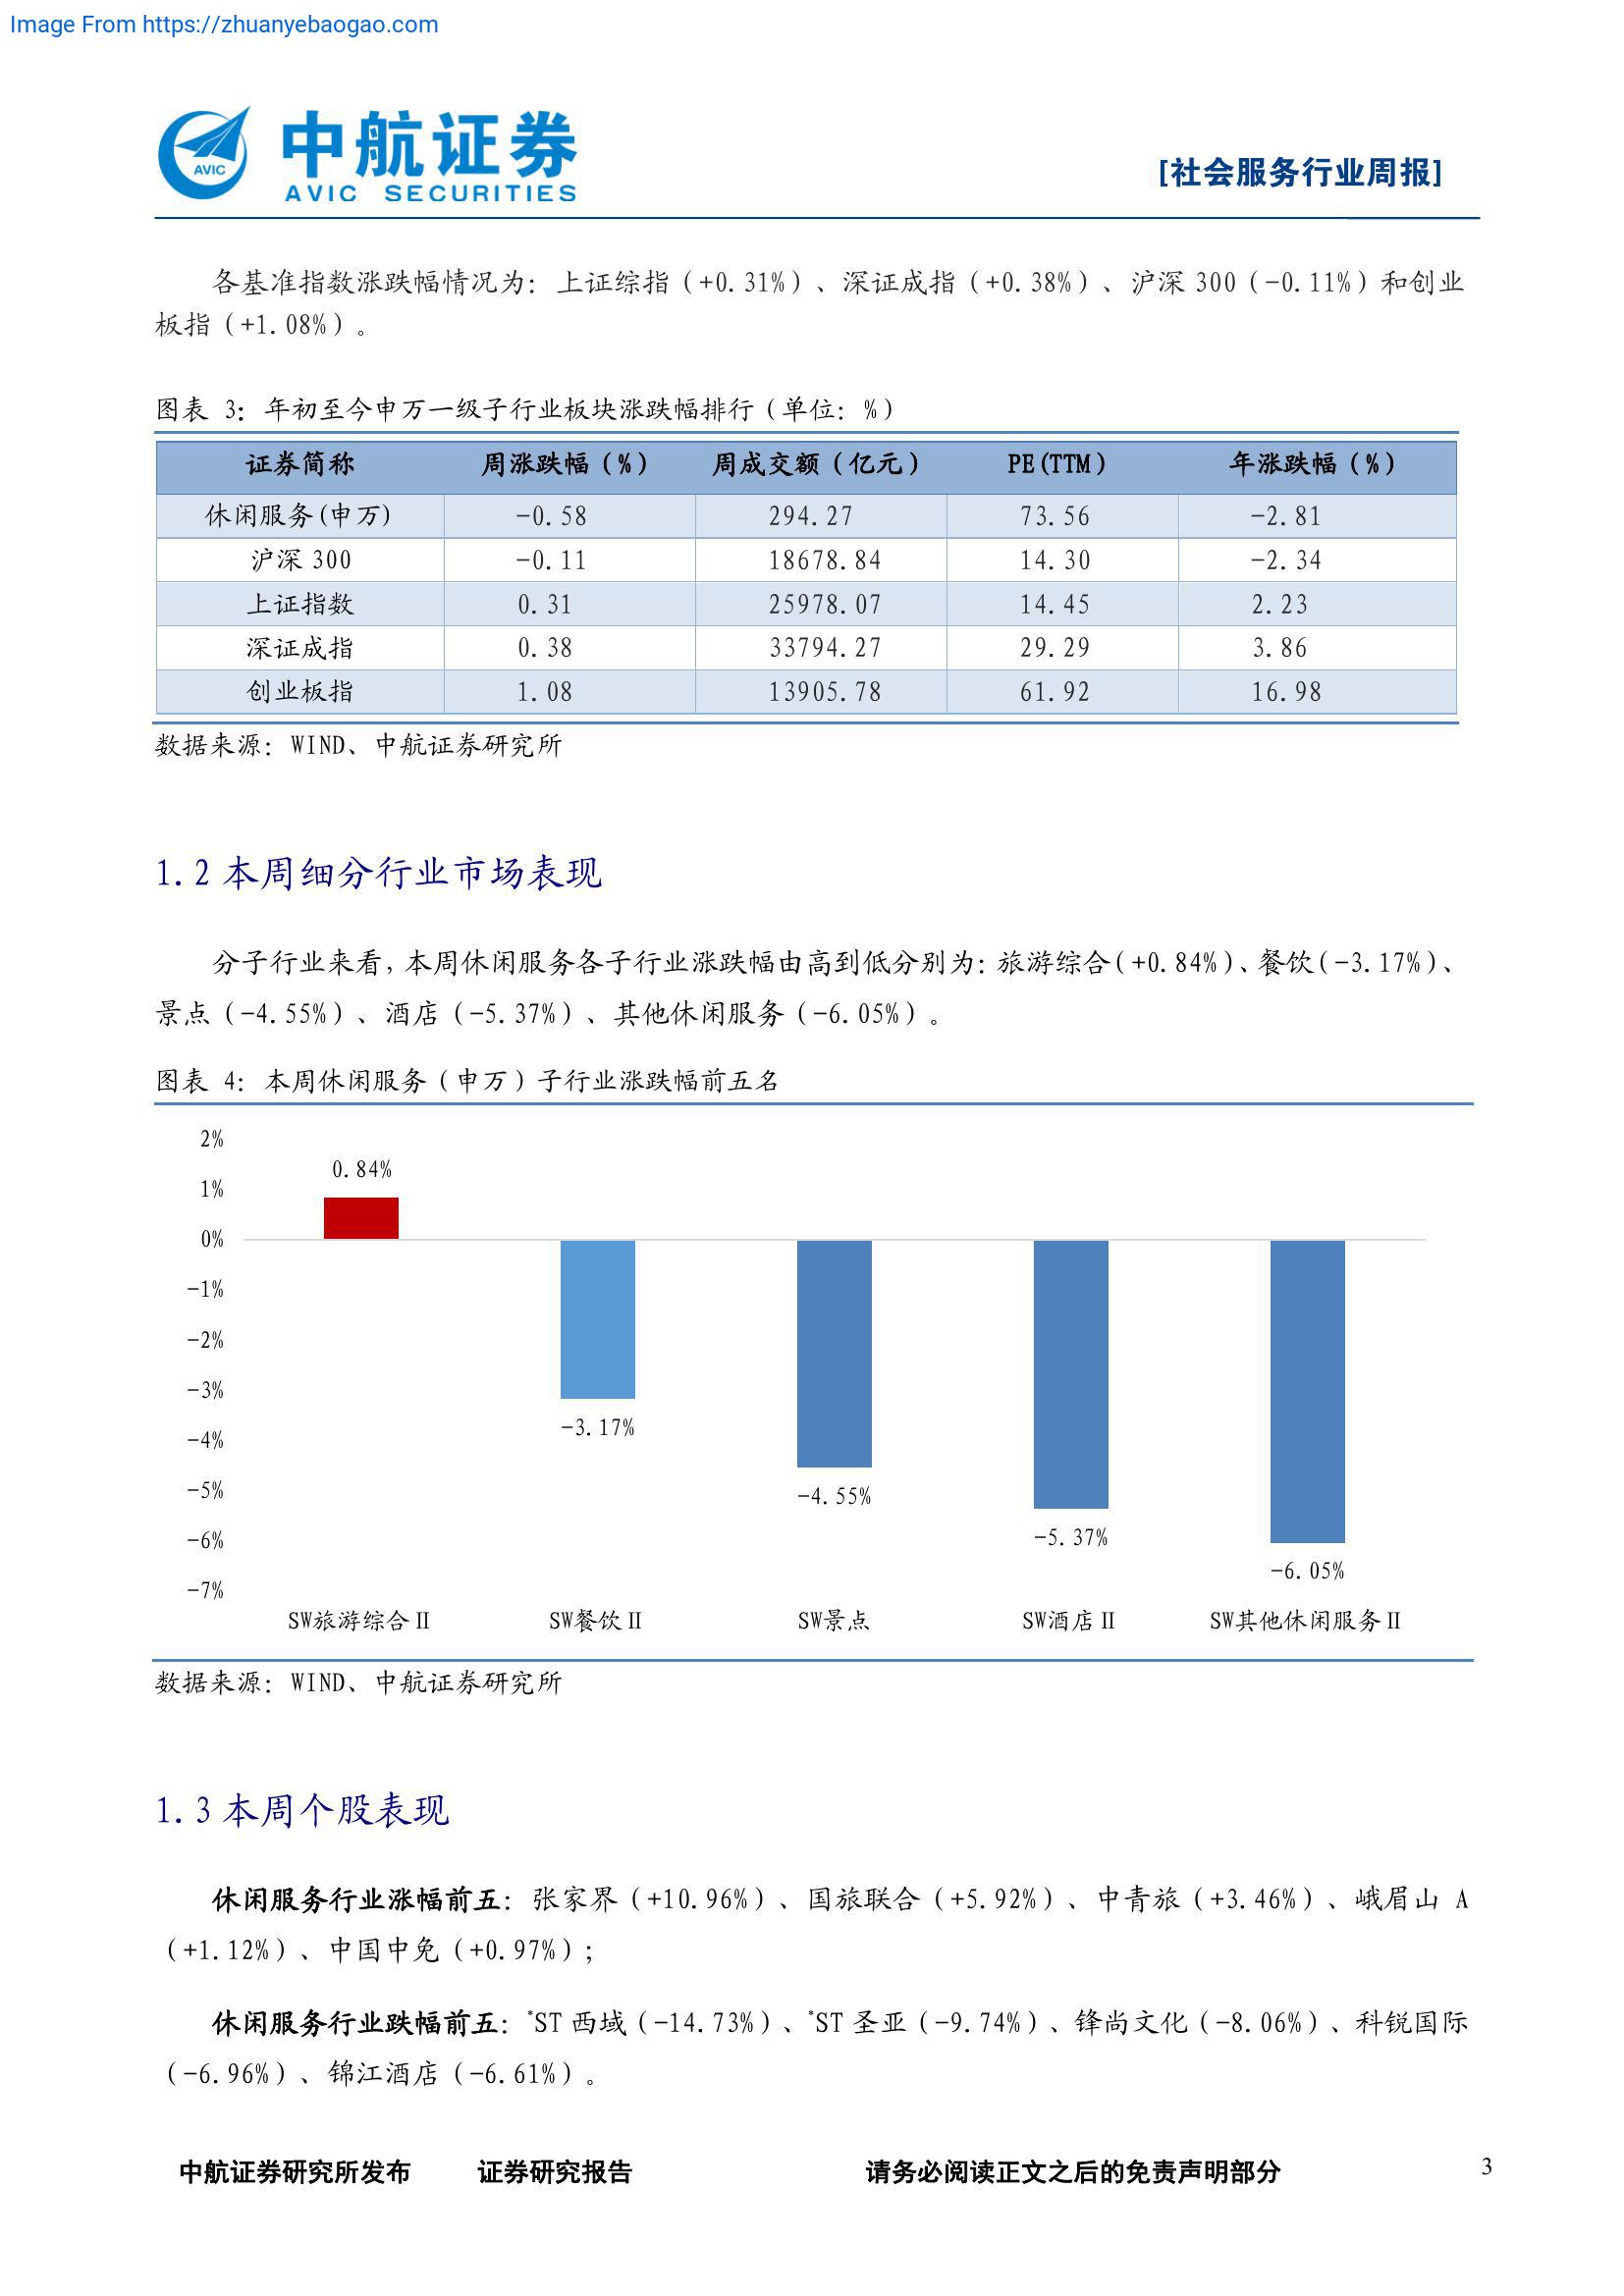 Image From https://zhuanyebaogao.com
AVIC
中航证券
AVIC SECURITIES
[社会服务行业周报]
各基准指数涨跌幅情况为：上证综指（+0.31%）、深证成指（+0.38%）、沪深 300（-0.11%）和创业
板指（+1.08%）。
图表 3：年初至今申万一级子行业板块涨跌幅排行（单位：%）
证券简称 周涨跌幅（%） 周成交额（亿元） PE(TTM) 年涨跌幅（%）
休闲服务(申万) -0.58 294.27 73.56 -2.81
沪深 300 -0.11 18678.84 14.30 -2.34
上证指数 0.31 25978.07 14.45 2.23
深证成指 0.38 33794.27 29.29 3.86
创业板指 1.08 13905.78 61.92 16.98
数据来源：WIND、中航证券研究所
1.2 本周细分行业市场表现
分子行业来看，本周休闲服务各子行业涨跌幅由高到低分别为：旅游综合(+0.84%)、餐饮(-3.17%)、
景点（-4.55%）、酒店（-5.37%）、其他休闲服务（-6.05%）。
图表 4：本周休闲服务（申万）子行业涨跌幅前五名
2%
0.84%
1%
0%
-1%
-2%
-3%
-3.17%
-4%
-5%
-4.55%
-6%
-5.37%
-6.05%
-7%
SW旅游综合Ⅱ SW餐饮Ⅱ SW景点 SW酒店Ⅱ SW其他休闲服务Ⅱ
数据来源：WIND、中航证券研究所
1.3 本周个股表现
休闲服务行业涨幅前五：张家界（+10.96%）、国旅联合（+5.92%）、中青旅（+3.46%）、峨眉山 A
（+1.12%）、中国中免（+0.97%）；
休闲服务行业跌幅前五：*ST 西域（-14.73%）、*ST 圣亚（-9.74%）、锋尚文化（-8.06%）、科锐国际
（-6.96%）、锦江酒店（-6.61%）。
中航证券研究所发布 证券研究报告 请务必阅读正文之后的免责声明部分 3